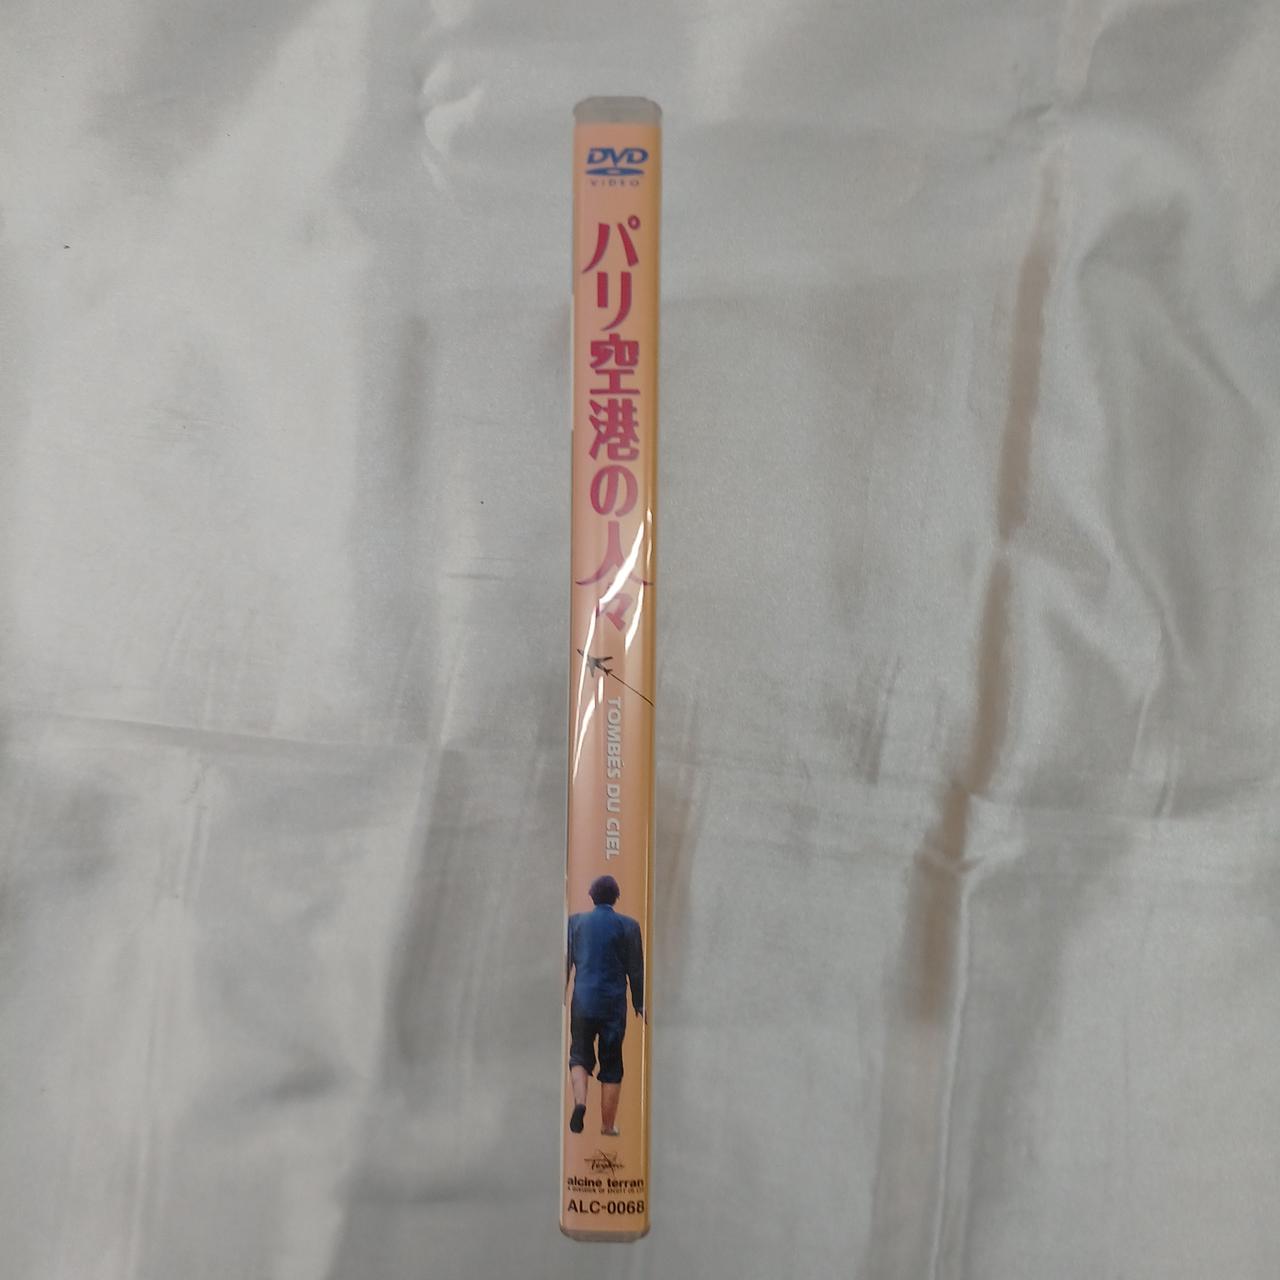 DVD
VIDEO
パリ空港の人々
TOMBÉS DU CIEL
alcine terran
ALC-0068